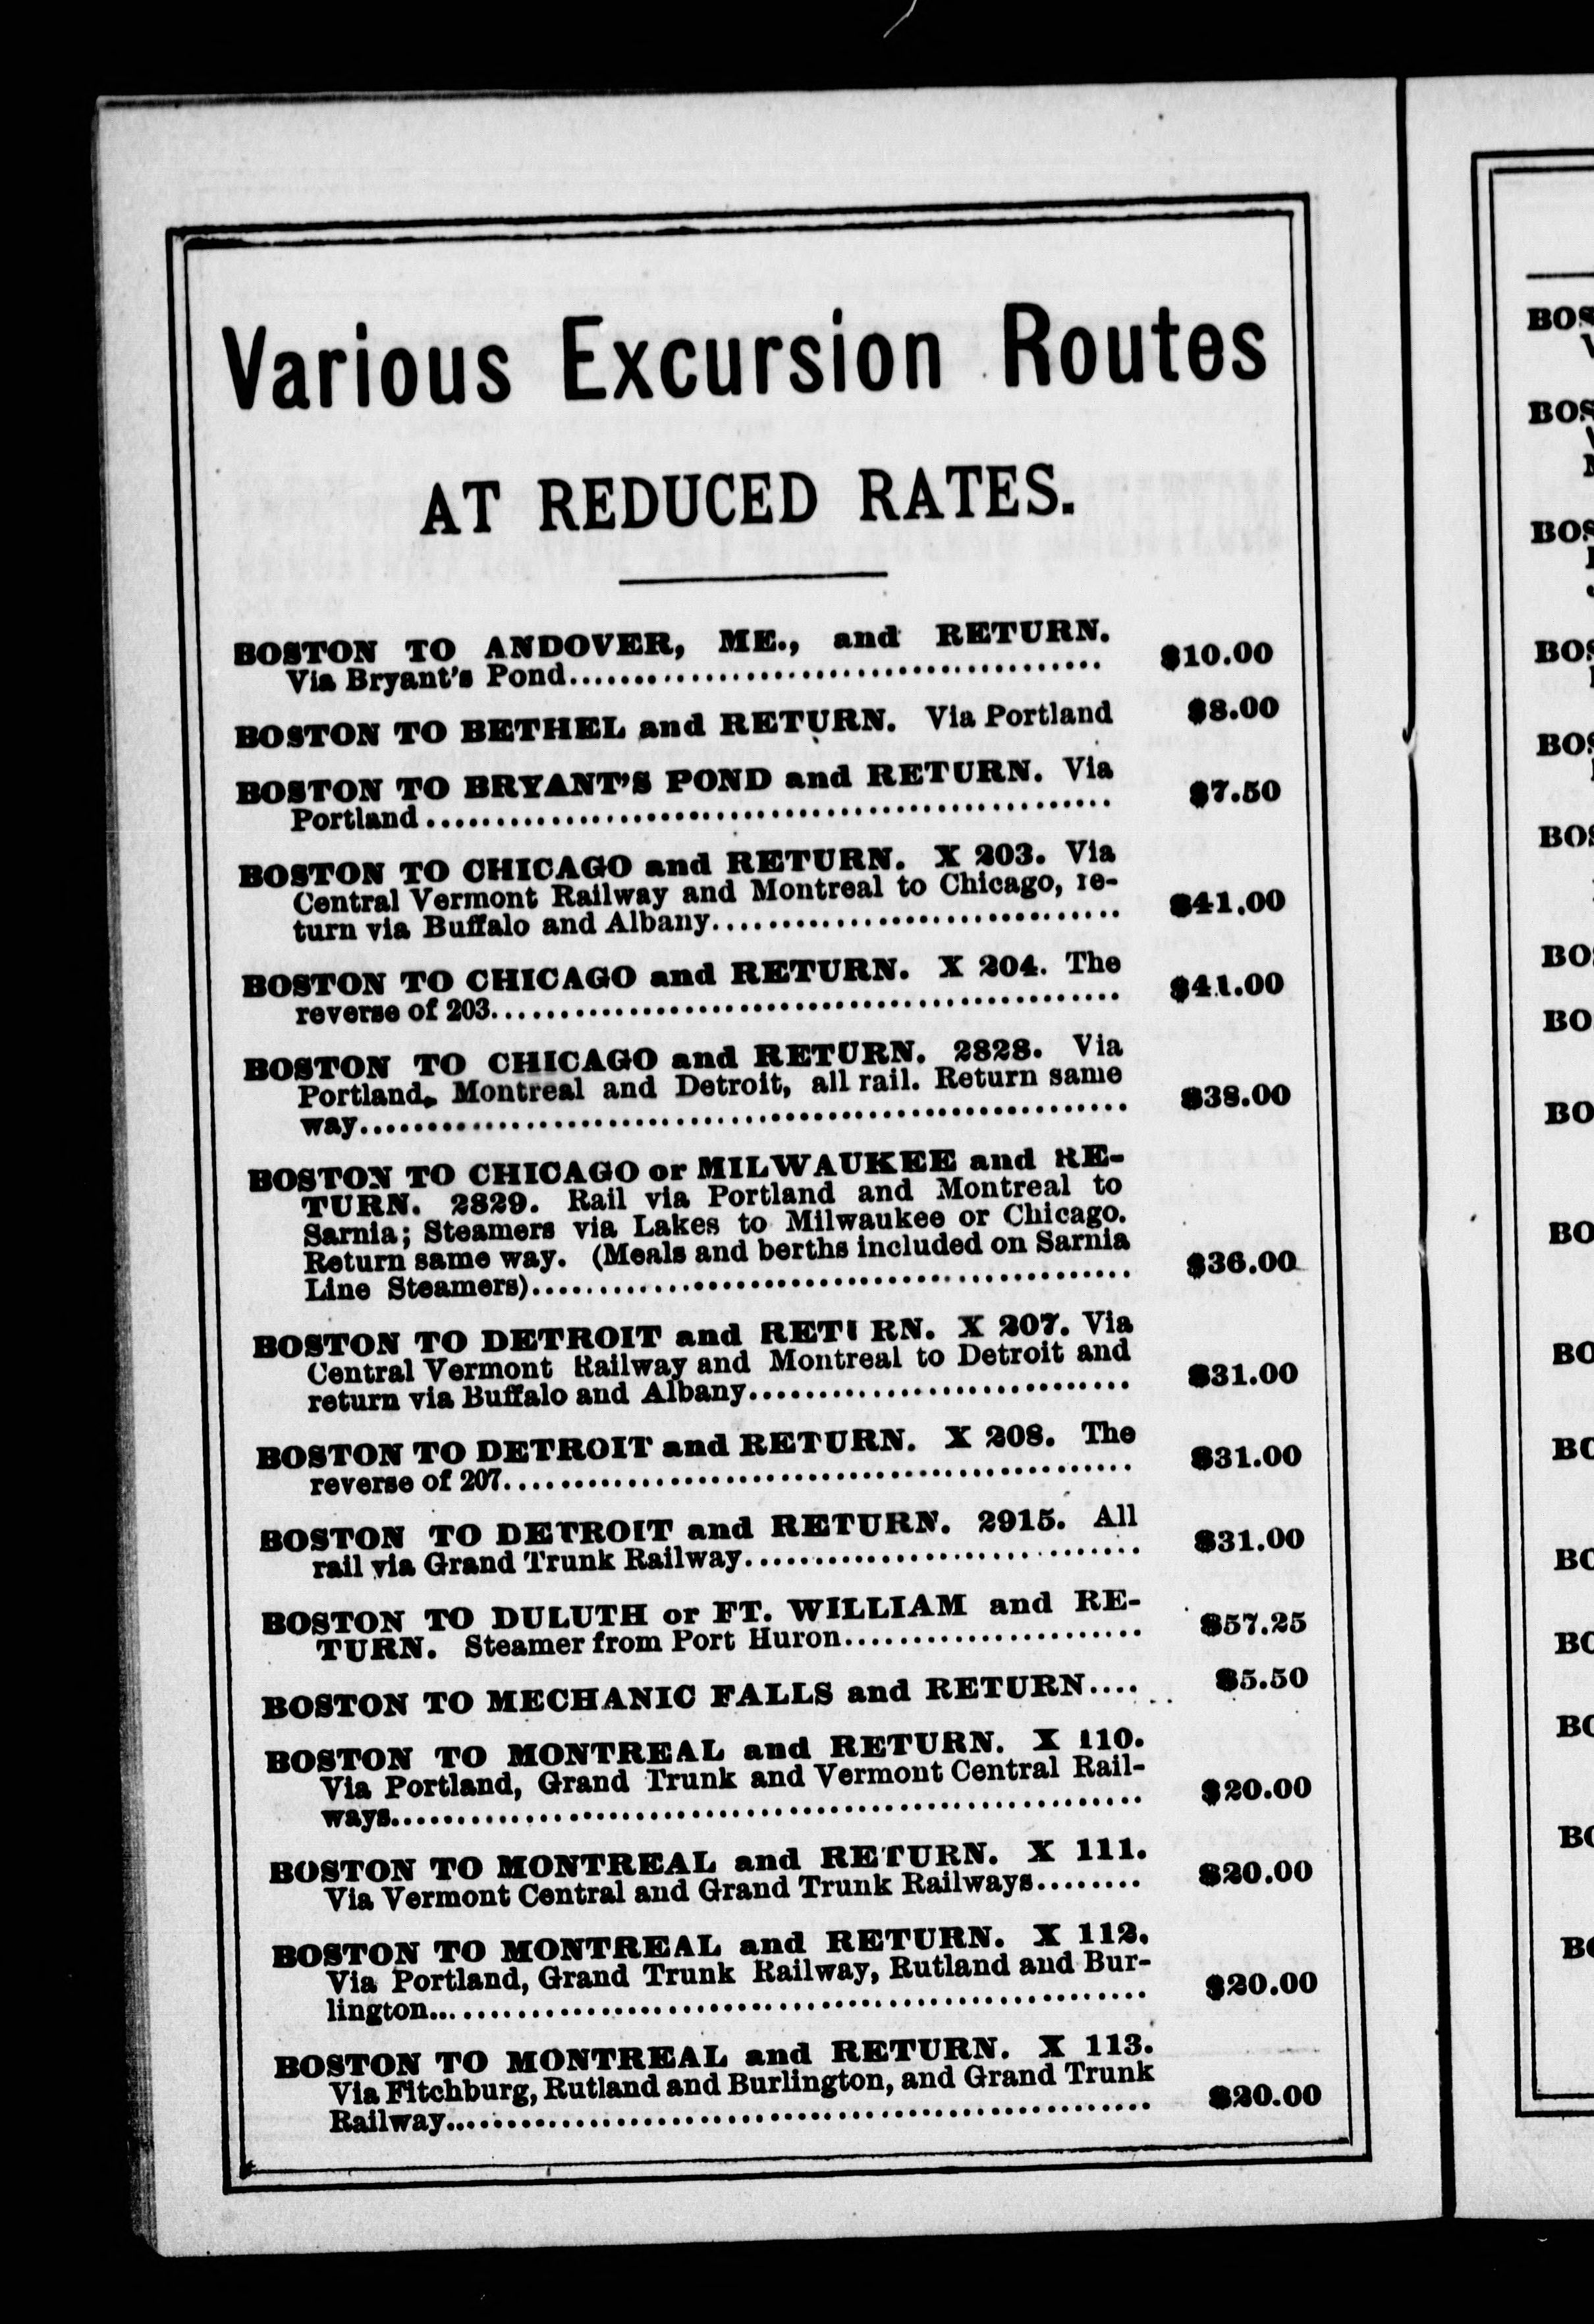 Various Excursion Routes
AT REDUCED RATES.
BOSTON TO ANDOVER, ME., and RETURN.
Via Bryant's Pond........................................ $10.00
BOSTON TO BETHEL and RETURN. Via Portland $8.00
BOSTON TO BRYANT'S POND and RETURN. Via
Portland.................................................. $7.50
BOSTON TO CHICAGO and RETURN. X 203. Via
Central Vermont Railway and Montreal to Chicago, re-
turn via Buffalo and Albany.............................. $41.00
BOSTON TO CHICAGO and RETURN. X 204. The
reverse of 203............................................. $41.00
BOSTON TO CHICAGO and RETURN. 2828. Via
Portland, Montreal and Detroit, all rail. Return same
way........................................................ $38.00
BOSTON TO CHICAGO or MILWAUKEE and RE-
TURN. 2829. Rail via Portland and Montreal to
Sarnia; Steamers via Lakes to Milwaukee or Chicago.
Return same way. (Meals and berths included on Sarnia
Line Steamers)........................................... $36.00
BOSTON TO DETROIT and RETURN. X 207. Via
Central Vermont Railway and Montreal to Detroit and
return via Buffalo and Albany............................ $31.00
BOSTON TO DETROIT and RETURN. X 208. The
reverse of 207............................................. $31.00
BOSTON TO DETROIT and RETURN. 2915. All
rail via Grand Trunk Railway............................. $31.00
BOSTON TO DULUTH or FT. WILLIAM and RE-
TURN. Steamer from Port Huron...................... $57.25
BOSTON TO MECHANIC FALLS and RETURN...... $5.50
BOSTON TO MONTREAL and RETURN. X 110.
Via Portland, Grand Trunk and Vermont Central Rail-
ways....................................................... $20.00
BOSTON TO MONTREAL and RETURN. X 111.
Via Vermont Central and Grand Trunk Railways........ $20.00
BOSTON TO MONTREAL and RETURN. X 112.
Via Portland, Grand Trunk Railway, Rutland and Bur-
lington.................................................... $20.00
BOSTON TO MONTREAL and RETURN. X 113.
Via Fitchburg, Rutland and Burlington, and Grand Trunk
Railway................................................... $20.00